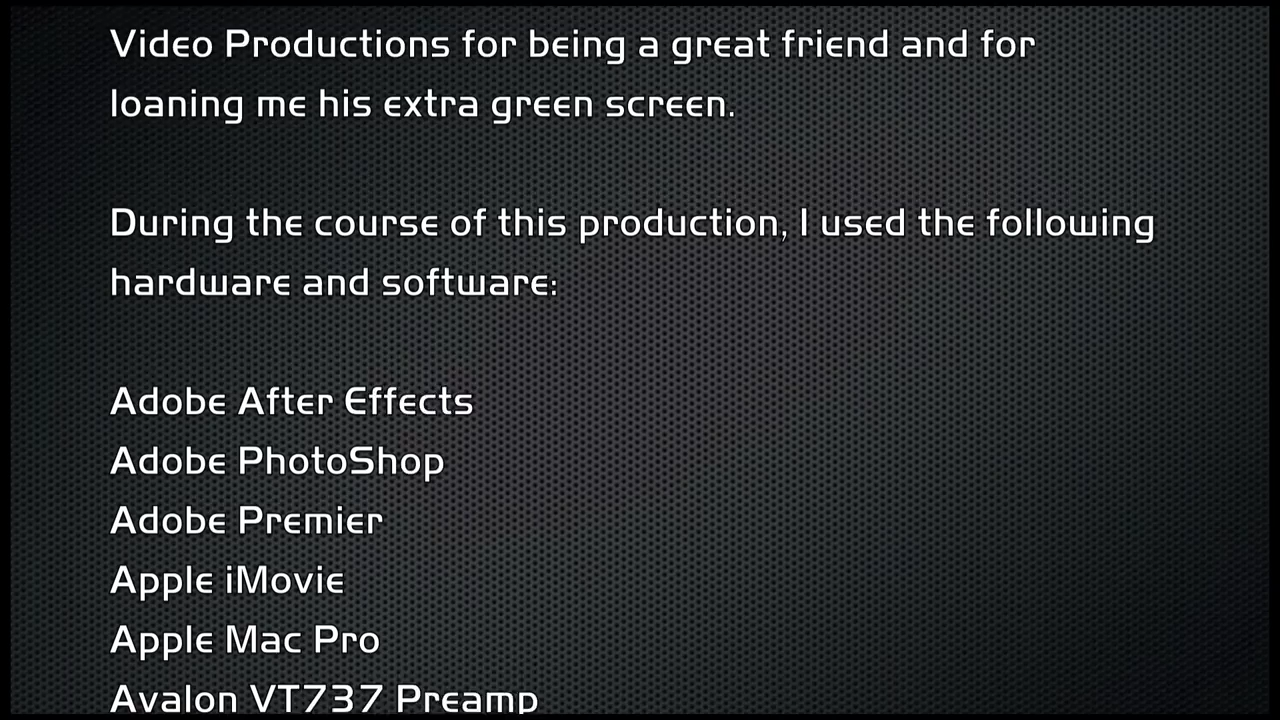 Video Productions for being a great friend and for
loaning me his extra green screen.
During the course of this production, I used the following
hardware and software:
Adobe After Effects
Adobe PhotoShop
Adobe Premier
Apple iMovie
Apple Mac Pro
Avalon VT737 Preamp